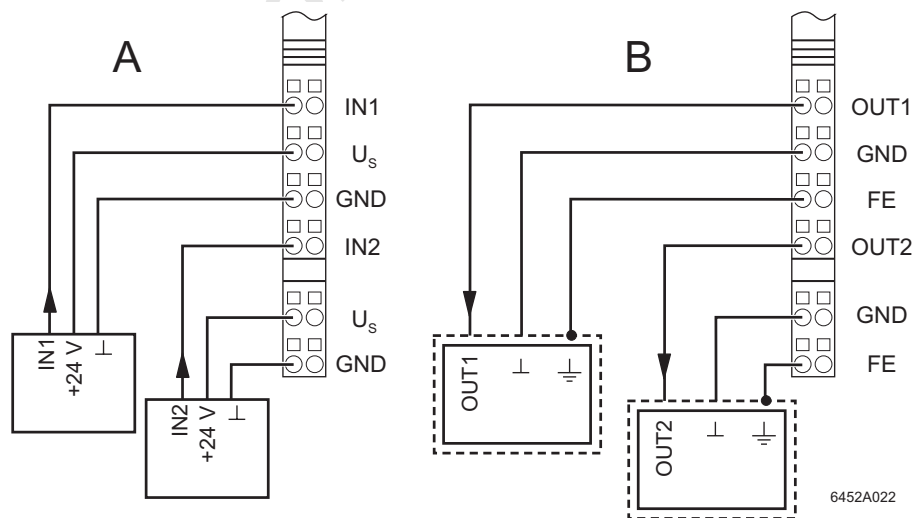 A
IN1
U_S
GND
IN2
U_S
GND
IN1
+24 V
IN2
+24 V
B
OUT1
GND
FE
OUT2
GND
FE
OUT1
OUT2
6452A022